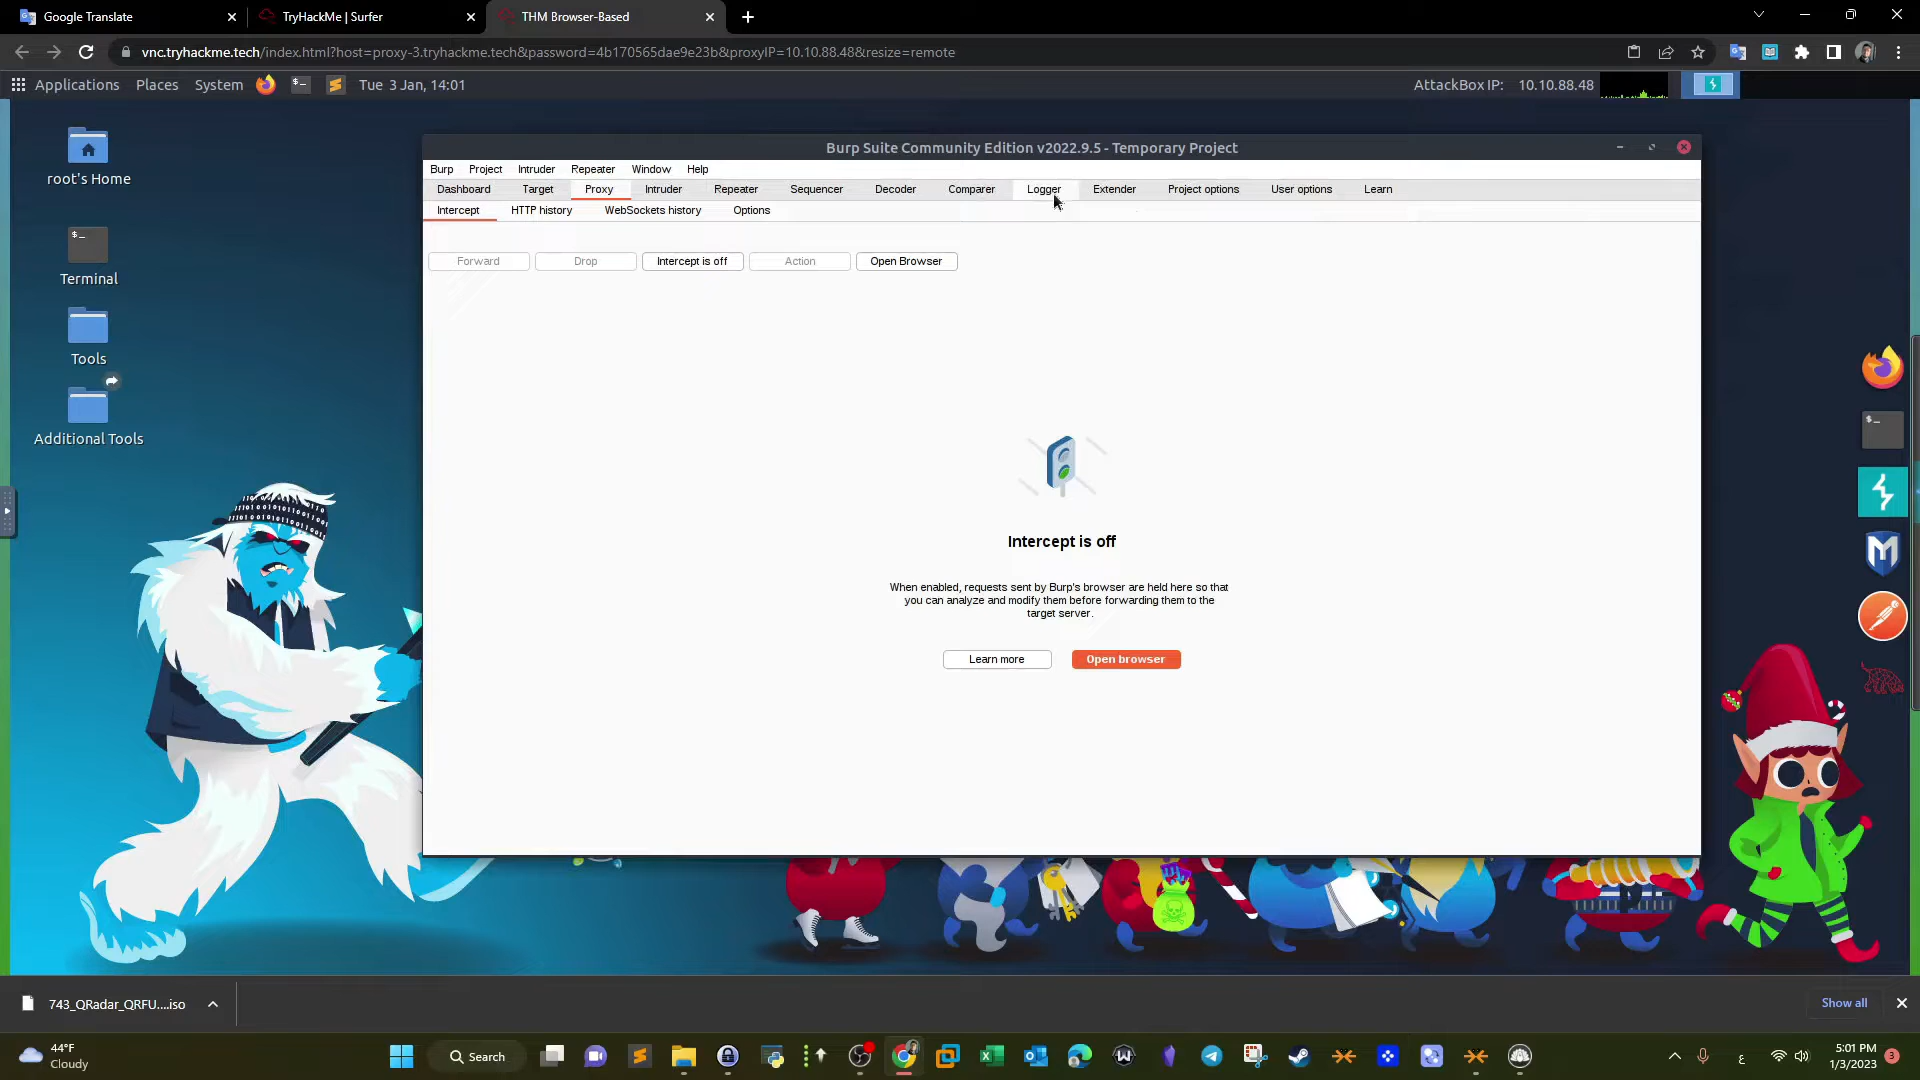 Google Translate
TryHackMe | Surfer
THM Browser-Based
vnc.tryhackme.tech/index.html?host=proxy-3.tryhackme.tech&password=4b170565dae9e23b&proxyIP=10.10.88.48&resize=remote
Applications Places System Tue 3 Jan, 14:01 AttackBox IP: 10.10.88.48
root's Home
Terminal
Tools
Additional Tools
Burp Suite Community Edition v2022.9.5 - Temporary Project
Burp Project Intruder Repeater Window Help
Dashboard Target Proxy Intruder Repeater Sequencer Decoder Comparer Logger Extender Project options User options Learn
Intercept HTTP history WebSockets history Options
Forward Drop Intercept is off Action Open Browser
Intercept is off
When enabled, requests sent by Burp's browser are held here so that
you can analyze and modify them before forwarding them to the
target server.
Learn more Open browser
743_QRadar_QRFU....iso
Show all
44°F
Cloudy
Search
ع
5:01 PM
1/3/2023
3